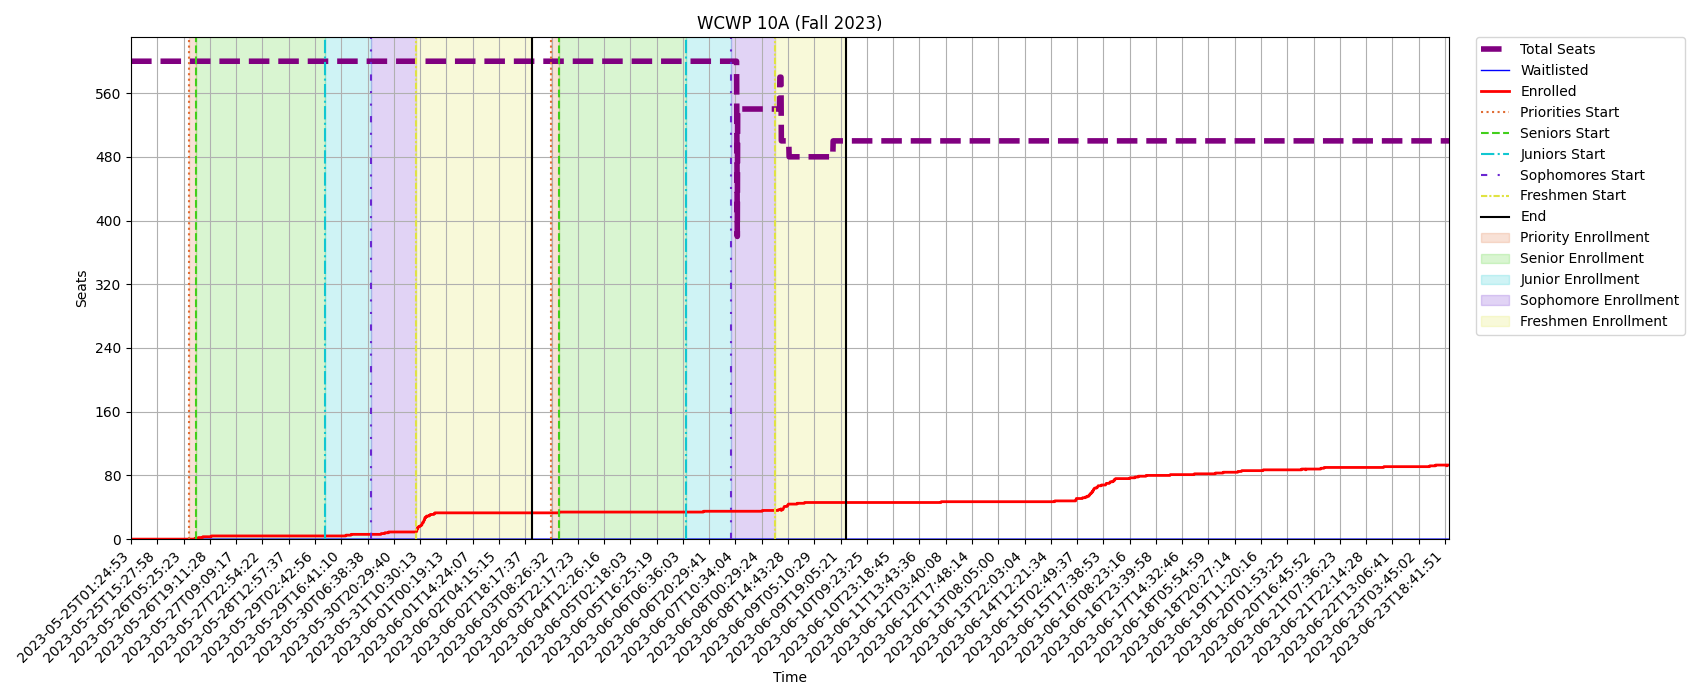 WCWP 10A (Fall 2023)
Total Seats
Waitlisted
Enrolled
Priorities Start
Seniors Start
Juniors Start
Sophomores Start
Freshmen Start
End
Priority Enrollment
Senior Enrollment
Junior Enrollment
Sophomore Enrollment
Freshmen Enrollment
Seats
560
480
400
320
240
160
80
0
2023-05-25T01:24:53
2023-05-25T15:27:58
2023-05-26T05:25:23
2023-05-26T19:11:28
2023-05-27T09:09:17
2023-05-27T22:54:22
2023-05-28T12:57:37
2023-05-29T02:42:56
2023-05-29T16:41:10
2023-05-30T06:38:38
2023-05-30T20:29:40
2023-05-31T10:30:13
2023-06-01T00:19:13
2023-06-01T14:24:07
2023-06-02T04:15:15
2023-06-02T18:17:37
2023-06-03T08:26:32
2023-06-03T22:17:23
2023-06-04T12:26:16
2023-06-05T02:18:03
2023-06-05T16:25:19
2023-06-06T06:36:03
2023-06-06T20:29:41
2023-06-07T10:34:04
2023-06-08T00:29:24
2023-06-08T14:43:28
2023-06-09T05:10:29
2023-06-09T19:05:21
2023-06-10T09:23:25
2023-06-10T23:18:45
2023-06-11T13:43:36
2023-06-12T03:40:08
2023-06-12T17:48:14
2023-06-13T08:05:00
2023-06-13T22:03:04
2023-06-14T12:21:34
2023-06-15T02:49:37
2023-06-15T17:38:53
2023-06-16T08:23:16
2023-06-16T23:39:58
2023-06-17T14:32:46
2023-06-18T05:54:59
2023-06-18T20:27:14
2023-06-19T11:20:16
2023-06-20T01:53:25
2023-06-20T16:45:52
2023-06-21T07:36:23
2023-06-21T22:14:28
2023-06-22T13:06:41
2023-06-23T03:45:02
2023-06-23T18:41:51
Time